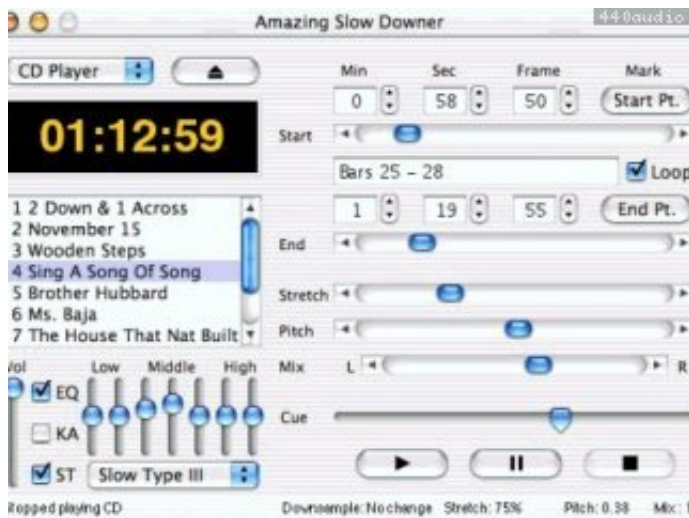 Amazing Slow Downer
440audio
CD Player
Min Sec Frame Mark
0 58 50 Start Pt.
01:12:59
Start
Bars 25 - 28 Loop
1 19 55 End Pt.
End
1 2 Down & 1 Across
2 November 15
3 Wooden Steps
4 Sing A Song Of Song
5 Brother Hubbard
6 Ms. Baja
7 The House That Nat Built
Stretch
Pitch
Mix L R
Low Middle High
EQ
KA
ST Slow Type III
Cue
Downsample: No change Stretch: 75% Pitch: 0.38 Mix:
playing CD